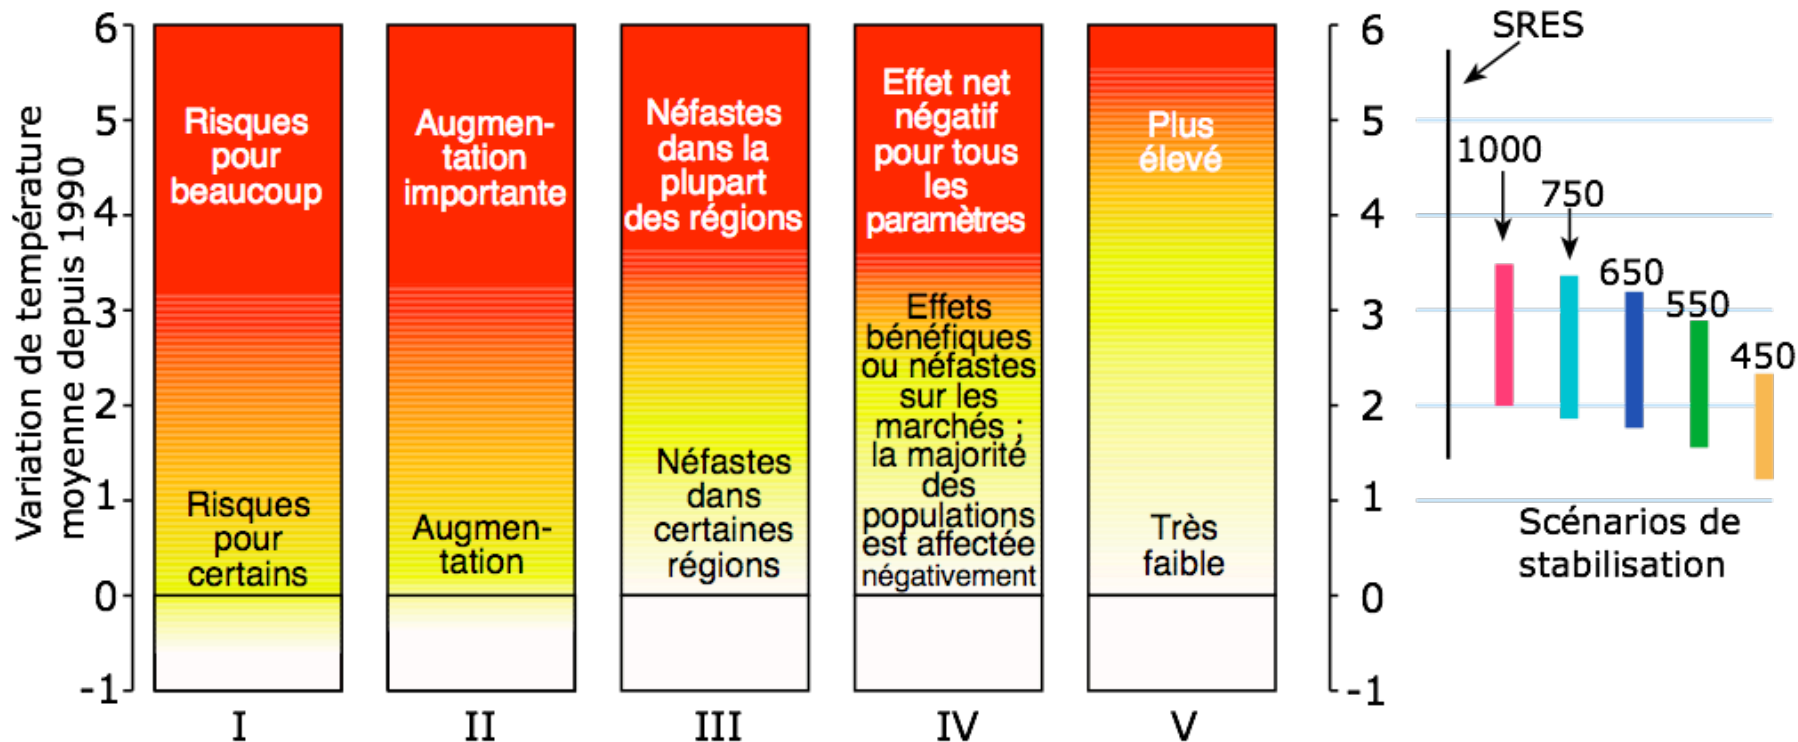 Variation de température
moyenne depuis 1990
6
5
4
3
2
1
0
-1
Risques
pour
beaucoup
Risques
pour
certains
I
Augmen-
tation
importante
Augmen-
tation
II
Néfastes
dans la
plupart
des régions
Néfastes
dans
certaines
régions
III
Effet net
négatif
pour tous
les
paramètres
Effets
bénéfiques
ou néfastes
sur les
marchés ;
la majorité
des
populations
est affectée
négativement
IV
Plus
élevé
Très
faible
V
6
5
4
3
2
1
0
-1
SRES
1000
750
650
550
450
Scénarios de
stabilisation